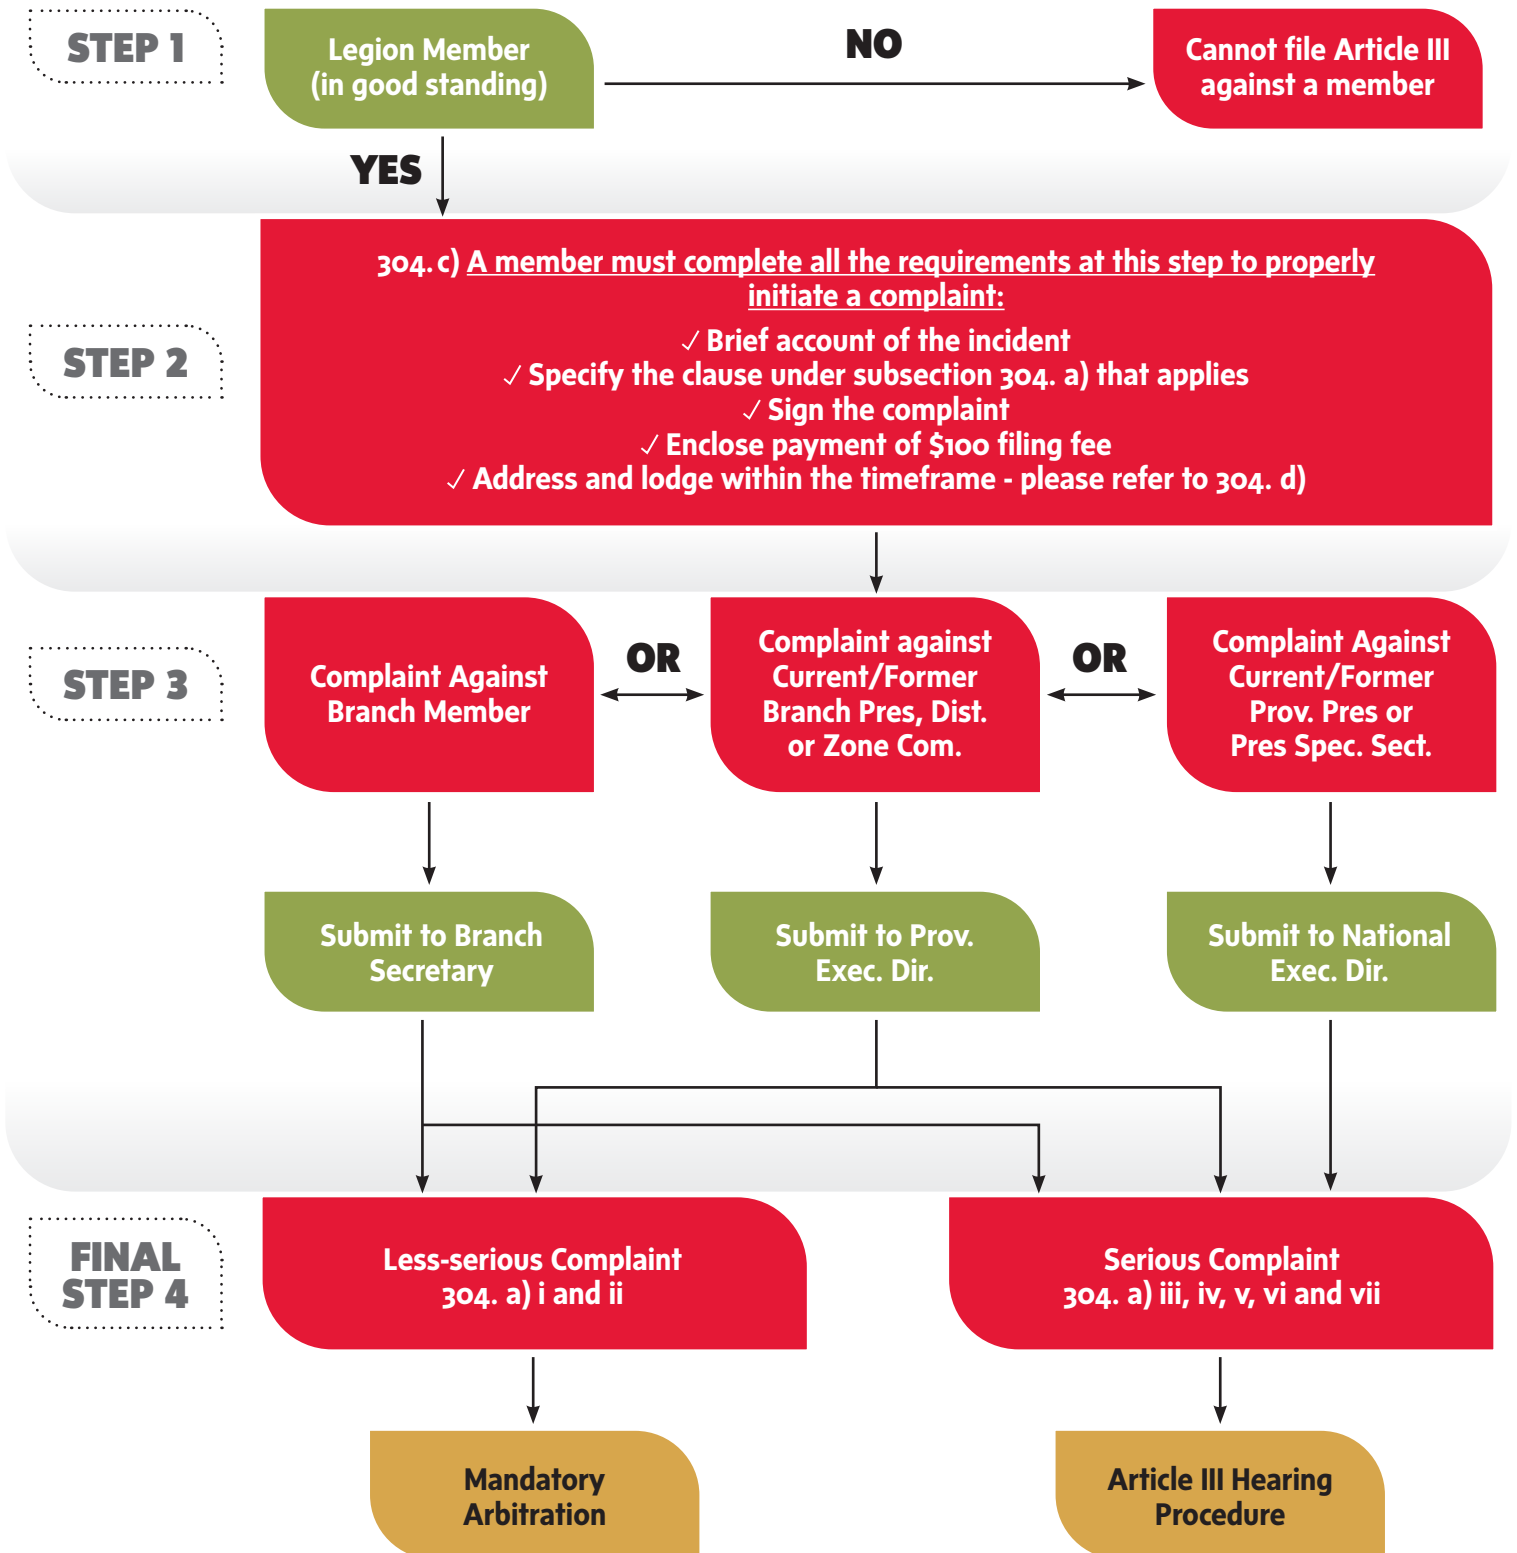 STEP 1
Legion Member
(in good standing)
NO
Cannot file Article III
against a member
YES
STEP 2
304. c) A member must complete all the requirements at this step to properly
initiate a complaint:
✓ Brief account of the incident
✓ Specify the clause under subsection 304. a) that applies
✓ Sign the complaint
✓ Enclose payment of $100 filing fee
✓ Address and lodge within the timeframe - please refer to 304. d)
STEP 3
Complaint Against
Branch Member
OR
Complaint against
Current/Former
Branch Pres, Dist.
or Zone Com.
OR
Complaint Against
Current/Former
Prov. Pres or
Pres Spec. Sect.
Submit to Branch
Secretary
Submit to Prov.
Exec. Dir.
Submit to National
Exec. Dir.
FINAL
STEP 4
Less-serious Complaint
304. a) i and ii
Serious Complaint
304. a) iii, iv, v, vi and vii
Mandatory
Arbitration
Article III Hearing
Procedure